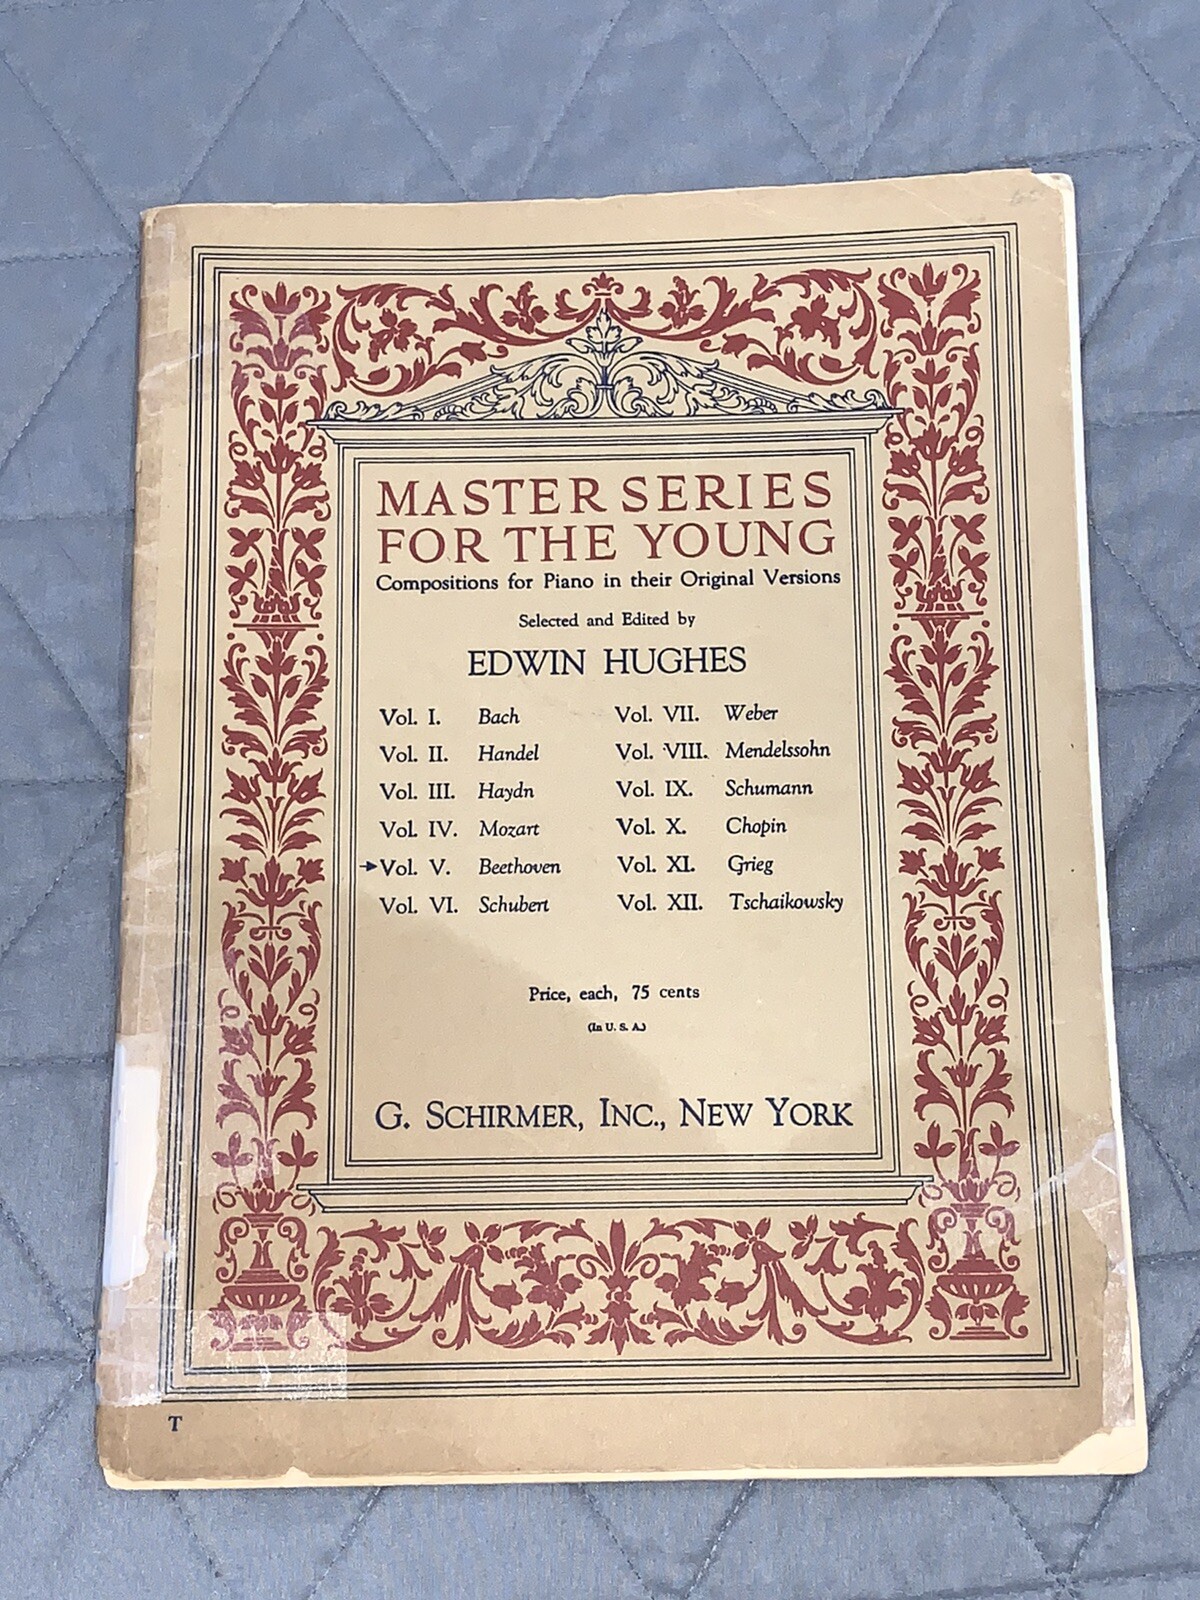 MASTER SERIES
FOR THE YOUNG
Compositions for Piano in their Original Versions
Selected and Edited by
EDWIN HUGHES
Vol. I. Bach
Vol. II. Handel
Vol. III. Haydn
Vol. IV. Mozart
→Vol. V. Beethoven
Vol. VI. Schubert
Vol. VII. Weber
Vol. VIII. Mendelssohn
Vol. IX. Schumann
Vol. X. Chopin
Vol. XI. Grieg
Vol. XII. Tschaikowsky
Price, each, 75 cents
(In U. S. A.)
G. SCHIRMER, INC., NEW YORK
T